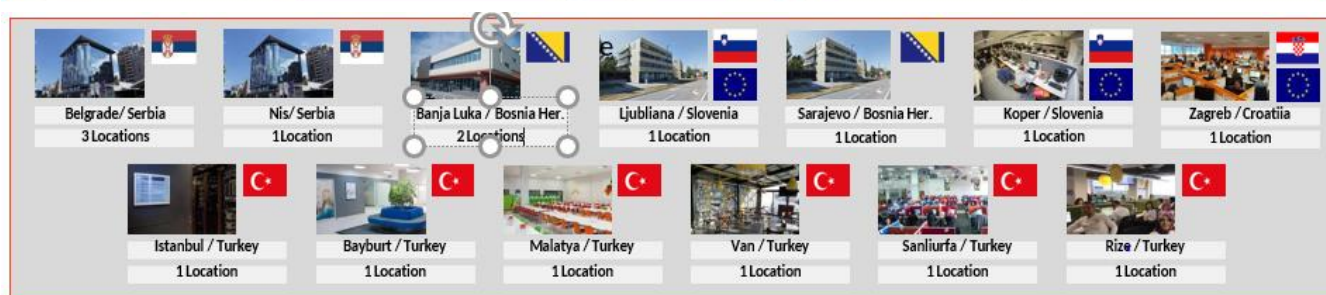 e
Belgrade/ Serbia
3 Locations
Nis/ Serbia
1 Location
Banja Luka / Bosnia Her.
2 Locations
Ljubliana / Slovenia
1 Location
Sarajevo / Bosnia Her.
1 Location
Koper / Slovenia
1 Location
Zagreb / Croatiia
1 Location
Istanbul / Turkey
1 Location
Bayburt / Turkey
1 Location
Malatya / Turkey
1 Location
Van / Turkey
1 Location
Sanliurfa / Turkey
1 Location
Rize / Turkey
1 Location